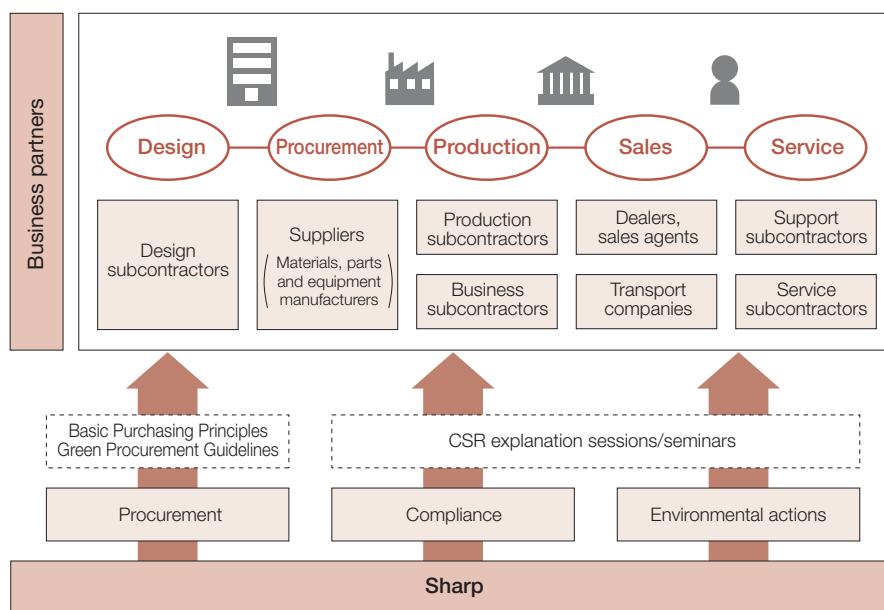 Business partners
Design
Procurement
Production
Sales
Service
Design
subcontractors
Suppliers
(Materials, parts
and equipment
manufacturers)
Production
subcontractors
Business
subcontractors
Dealers,
sales agents
Transport
companies
Support
subcontractors
Service
subcontractors
Basic Purchasing Principles
Green Procurement Guidelines
CSR explanation sessions/seminars
Procurement
Compliance
Environmental actions
Sharp